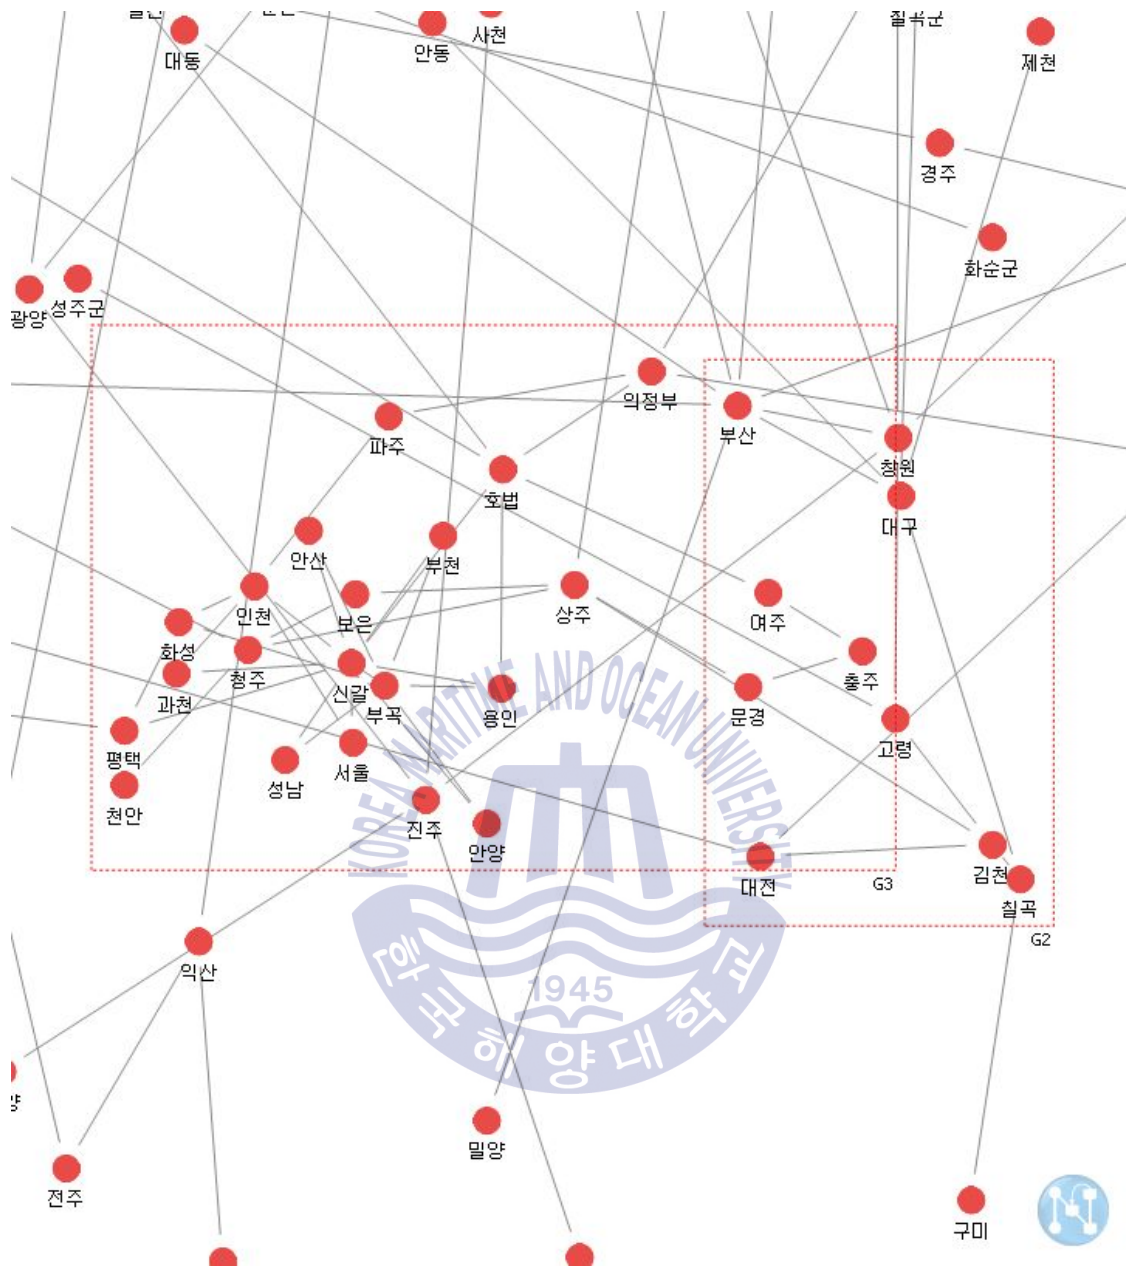 사천
칠곡군
대동
안동
제천
경주
화순군
광양
성주군
의정부
부산
파주
창원
호법
대구
안산
부천
인천
보은
상주
여주
화성
청주
충주
과천
신갈
부곡
용인
문경
고령
평택
서울
성남
천안
진주
안양
대전
G3
김천
칠곡
G2
익산
밀양
전주
구미
KOREA MARITIME AND OCEAN UNIVERSITY
1945
한국해양대학교